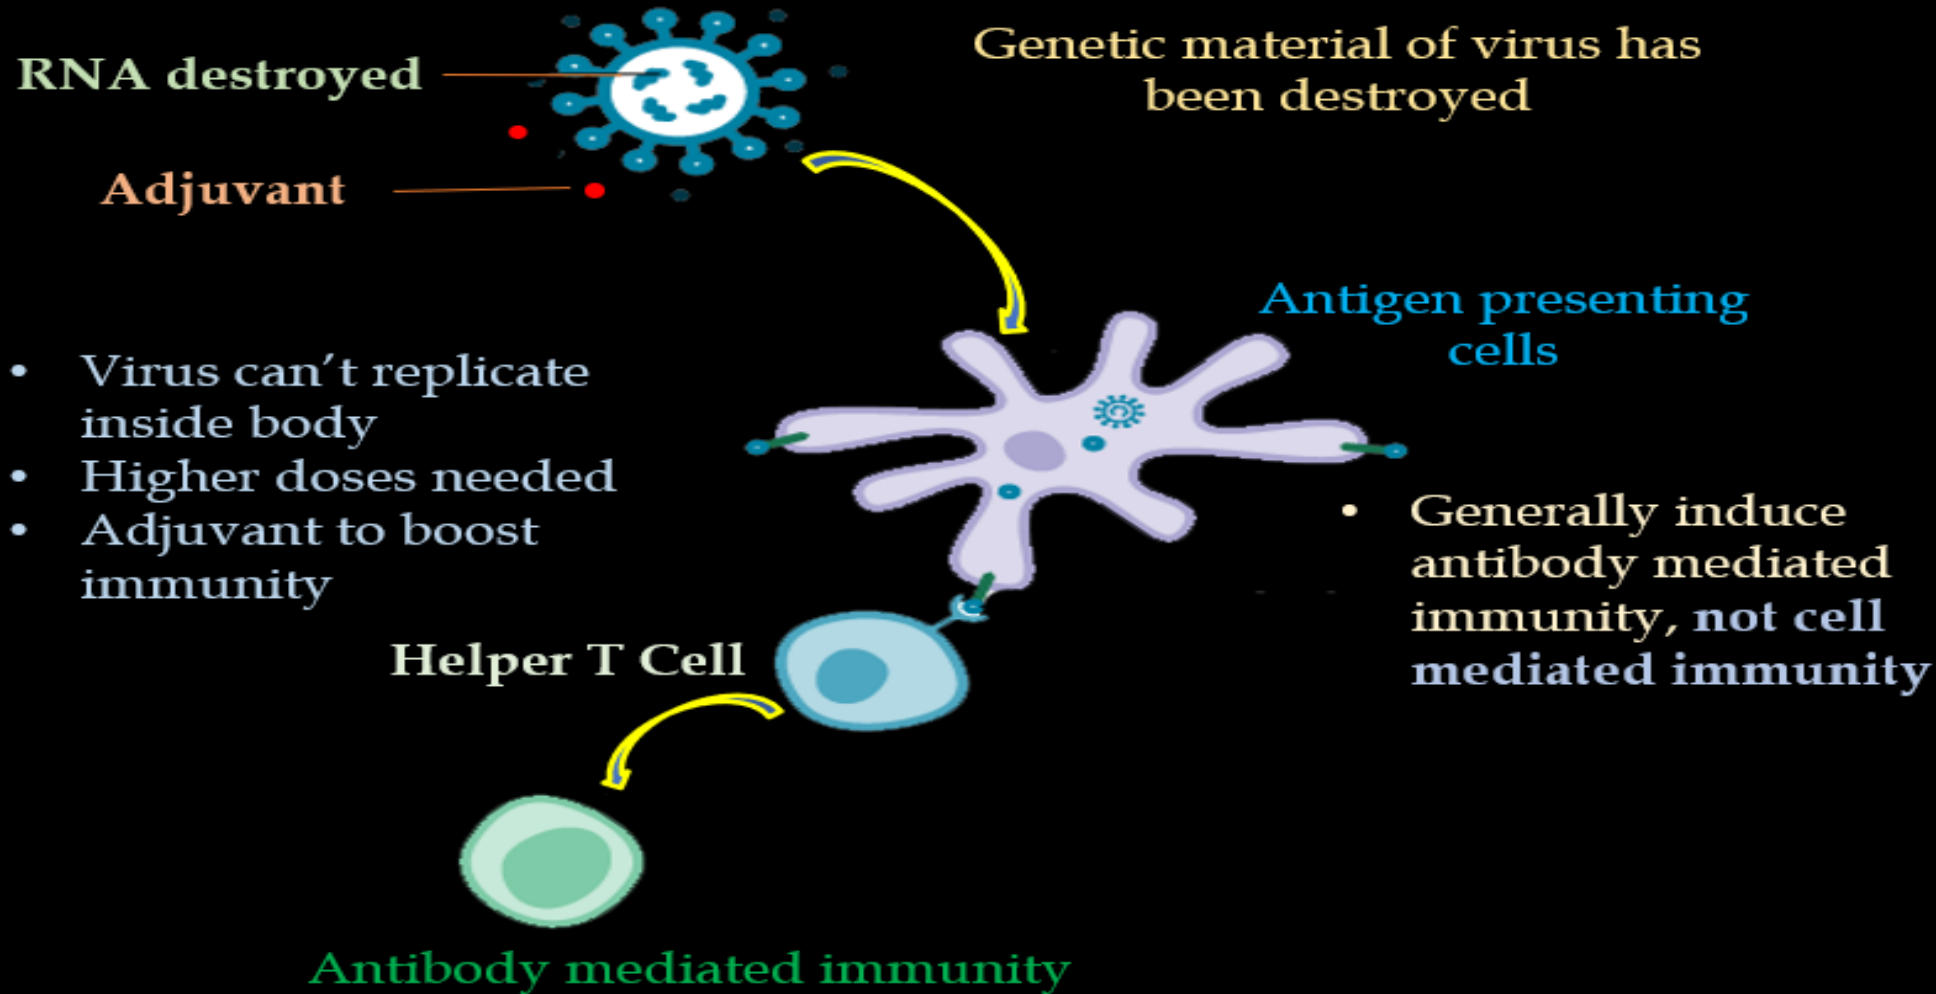 RNA destroyed
Genetic material of virus has
been destroyed
Adjuvant
Antigen presenting
cells
• Virus can’t replicate
inside body
• Higher doses needed
• Adjuvant to boost
immunity
• Generally induce
antibody mediated
immunity, not cell
mediated immunity
Helper T Cell
Antibody mediated immunity